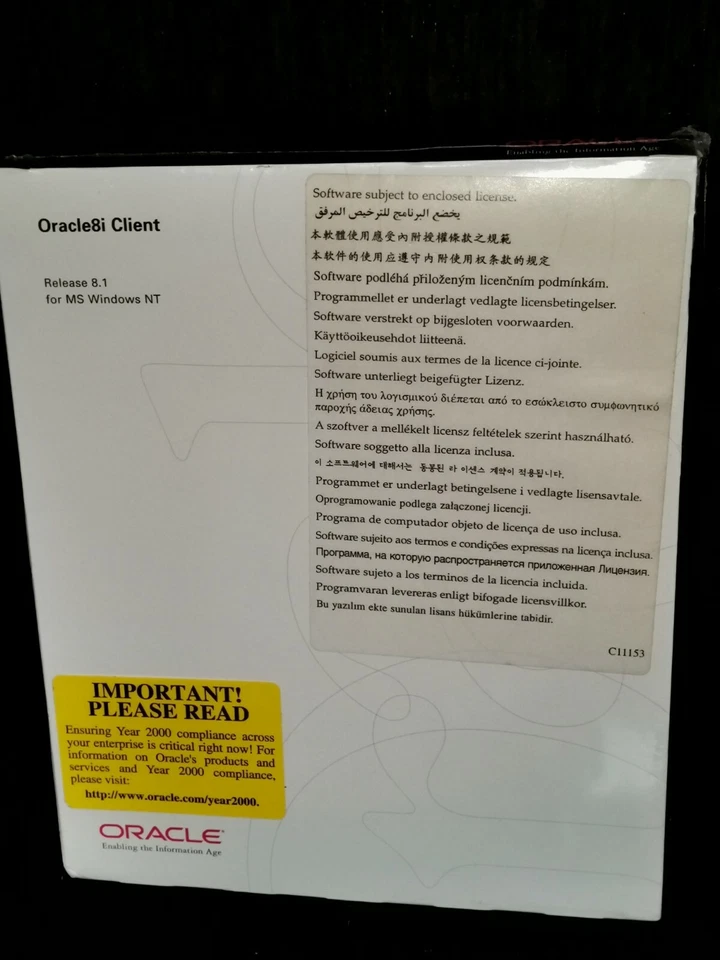 Enabling the Information Age
Oracle8i Client
Release 8.1
for MS Windows NT
Software subject to enclosed license.
يخضع البرنامج للترخيص المرفق
本軟體使用應受內附授權條款之規範
本软件的使用应遵守内附使用权条款的规定
Software podléhá přiloženým licenčním podmínkám.
Programmellet er underlagt vedlagte licensbetingelser.
Software verstrekt op bijgesloten voorwaarden.
Käyttöoikeusehdot liitteenä.
Logiciel soumis aux termes de la licence ci-jointe.
Software unterliegt beigefügter Lizenz.
Η χρήση του λογισμικού διέπεται από το εσώκλειστο συμφωνητικό
παροχής άδειας χρήσης.
A szoftver a mellékelt licensz feltételek szerint használható.
Software soggetto alla licenza inclusa.
이 소프트웨어에 대해서는 동봉된 라 이센스 계약이 적용됩니다.
Programmet er underlagt betingelsene i vedlagte lisensavtale.
Oprogramowanie podlega załączonej licencji.
Programa de computador objeto de licença de uso inclusa.
Software sujeito aos termos e condições expressas na licença inclusa.
Программа, на которую распространяется приложенная Лицензия.
Software sujeto a los terminos de la licencia incluida.
Programvaran levereras enligt bifogade licensvillkor.
Bu yazılım ekte sunulan lisans hükümlerine tabidir.
C11153
IMPORTANT!
PLEASE READ
Ensuring Year 2000 compliance across
your enterprise is critical right now! For
information on Oracle's products and
services and Year 2000 compliance,
please visit:
http://www.oracle.com/year2000.
ORACLE®
Enabling the Information Age